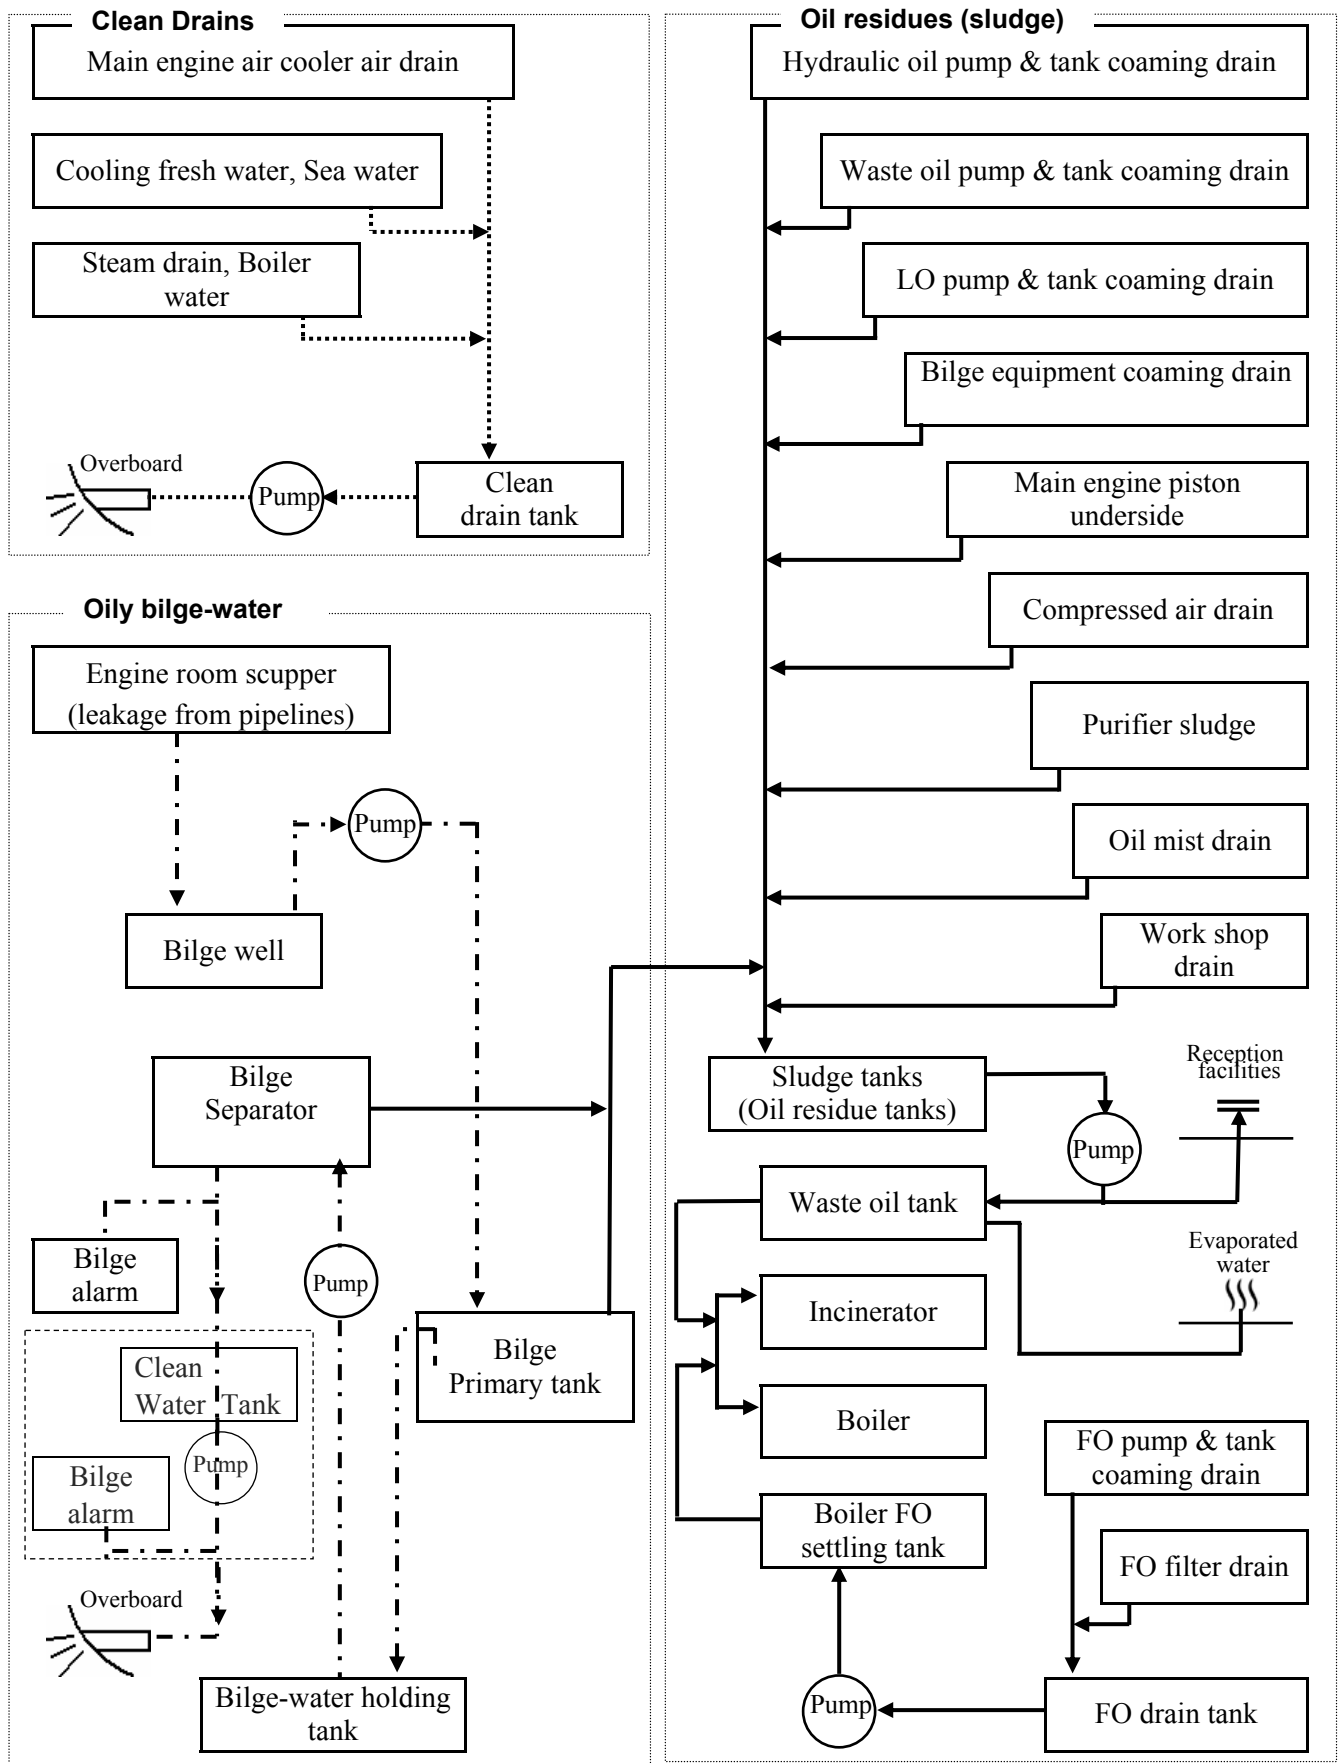 Clean Drains
Main engine air cooler air drain
Cooling fresh water, Sea water
Steam drain, Boiler
water
Overboard
Pump
Clean
drain tank
Oily bilge-water
Engine room scupper
(leakage from pipelines)
Pump
Bilge well
Bilge
Separator
Bilge
alarm
Pump
Bilge
Primary tank
Clean
Water Tank
Pump
Bilge
alarm
Overboard
Bilge-water holding
tank
Oil residues (sludge)
Hydraulic oil pump & tank coaming drain
Waste oil pump & tank coaming drain
LO pump & tank coaming drain
Bilge equipment coaming drain
Main engine piston
underside
Compressed air drain
Purifier sludge
Oil mist drain
Work shop
drain
Sludge tanks
(Oil residue tanks)
Reception
facilities
Pump
Waste oil tank
Evaporated
water
Incinerator
Boiler
FO pump & tank
coaming drain
Boiler FO
settling tank
FO filter drain
Pump
FO drain tank